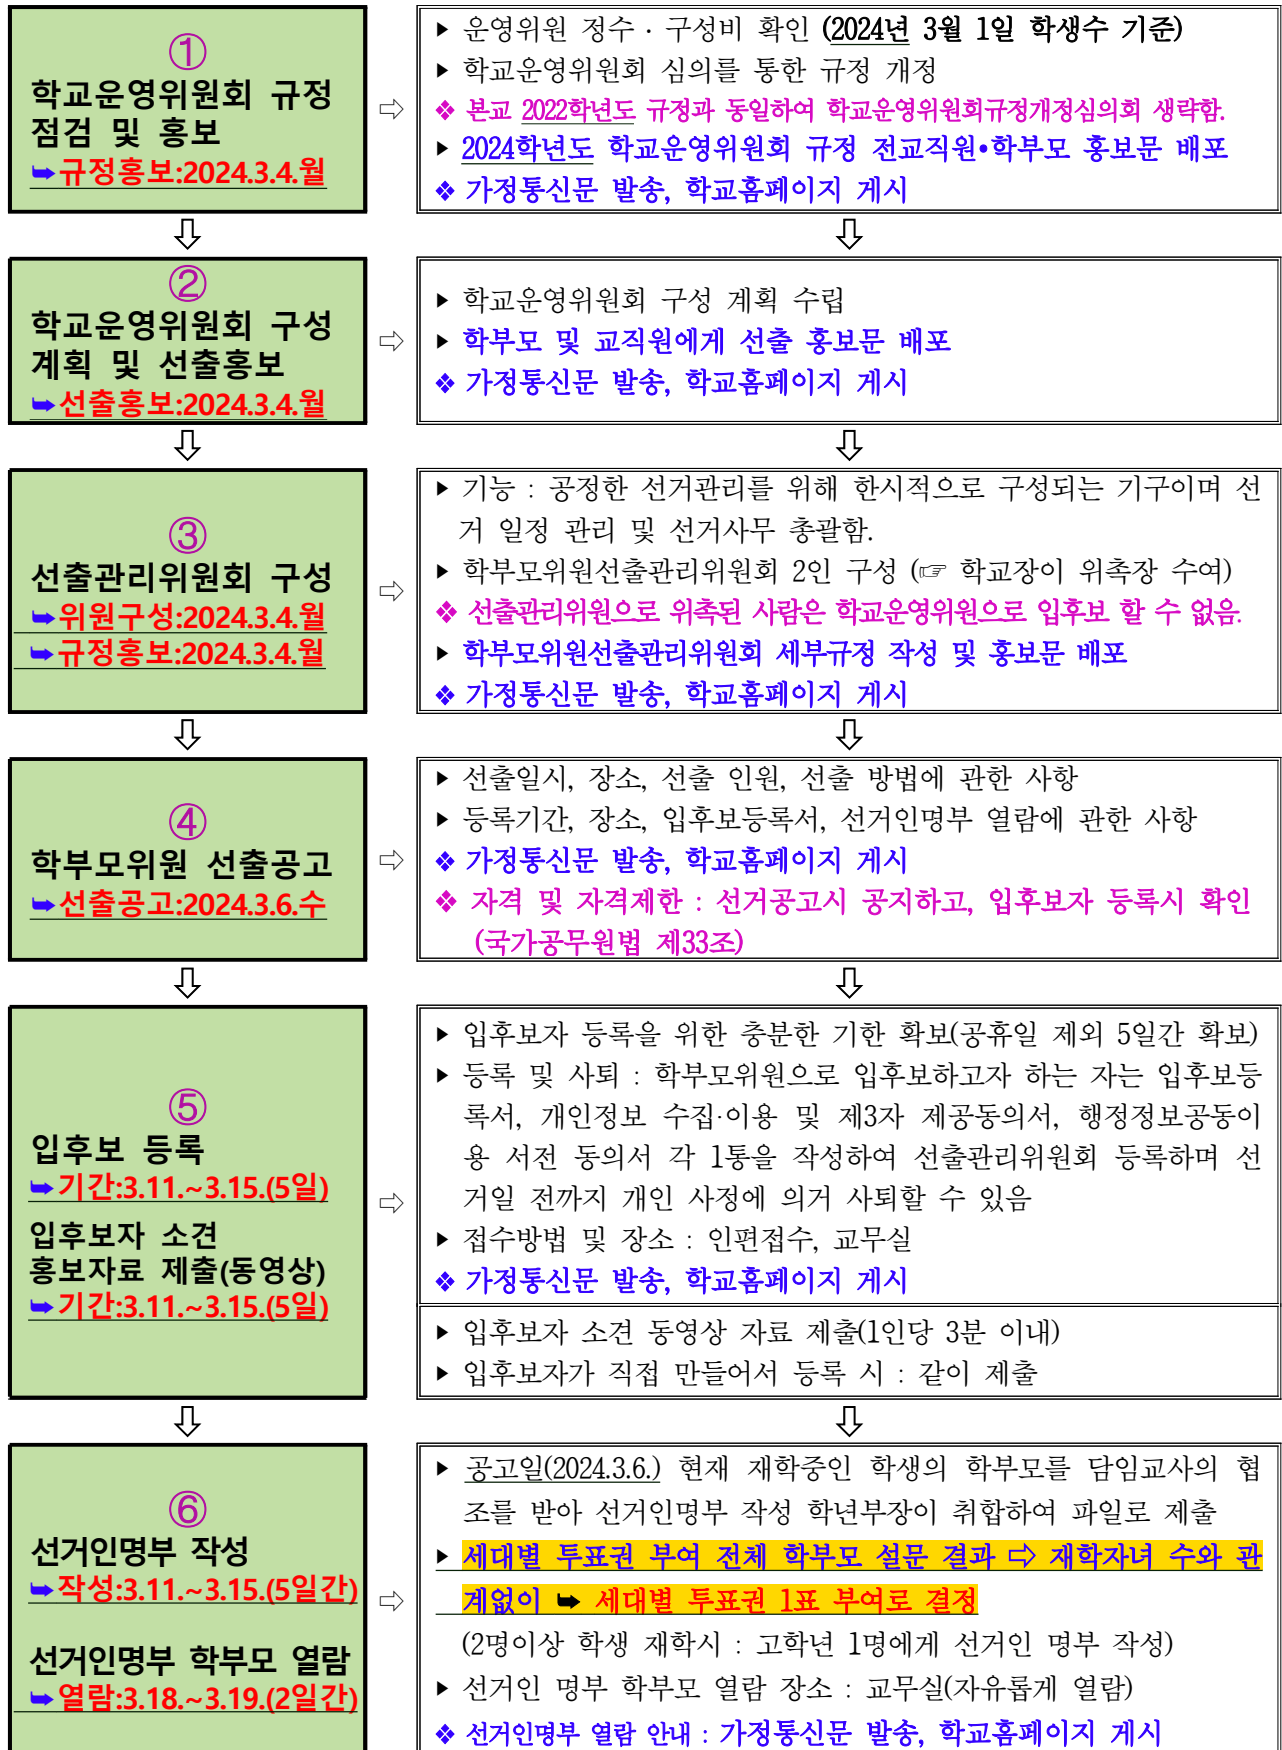 ①
학교운영위원회 규정
점검 및 홍보
➥규정홍보:2024.3.4.월
⇨
▶ 운영위원 정수 · 구성비 확인 (2024년 3월 1일 학생수 기준)
▶ 학교운영위원회 심의를 통한 규정 개정
❖ 본교 2022학년도 규정과 동일하여 학교운영위원회규정개정심의회 생략함.
▶ 2024학년도 학교운영위원회 규정 전교직원•학부모 홍보문 배포
❖ 가정통신문 발송, 학교홈페이지 게시
⇩ ⇩
②
학교운영위원회 구성
계획 및 선출홍보
➥선출홍보:2024.3.4.월
⇨
▶ 학교운영위원회 구성 계획 수립
▶ 학부모 및 교직원에게 선출 홍보문 배포
❖ 가정통신문 발송, 학교홈페이지 게시
⇩ ⇩
③
선출관리위원회 구성
➥위원구성:2024.3.4.월
➥규정홍보:2024.3.4.월
⇨
▶ 기능 : 공정한 선거관리를 위해 한시적으로 구성되는 기구이며 선
거 일정 관리 및 선거사무 총괄함.
▶ 학부모위원선출관리위원회 2인 구성 (☞ 학교장이 위촉장 수여)
❖ 선출관리위원으로 위촉된 사람은 학교운영위원으로 입후보 할 수 없음.
▶ 학부모위원선출관리위원회 세부규정 작성 및 홍보문 배포
❖ 가정통신문 발송, 학교홈페이지 게시
⇩ ⇩
④
학부모위원 선출공고
➥선출공고:2024.3.6.수
⇨
▶ 선출일시, 장소, 선출 인원, 선출 방법에 관한 사항
▶ 등록기간, 장소, 입후보등록서, 선거인명부 열람에 관한 사항
❖ 가정통신문 발송, 학교홈페이지 게시
❖ 자격 및 자격제한 : 선거공고시 공지하고, 입후보자 등록시 확인
(국가공무원법 제33조)
⇩ ⇩
⑤
입후보 등록
➥기간:3.11.~3.15.(5일)
입후보자 소견
홍보자료 제출(동영상)
➥기간:3.11.~3.15.(5일)
⇨
▶ 입후보자 등록을 위한 충분한 기한 확보(공휴일 제외 5일간 확보)
▶ 등록 및 사퇴 : 학부모위원으로 입후보하고자 하는 자는 입후보등
록서, 개인정보 수집·이용 및 제3자 제공동의서, 행정정보공동이
용 서전 동의서 각 1통을 작성하여 선출관리위원회 등록하며 선
거일 전까지 개인 사정에 의거 사퇴할 수 있음
▶ 접수방법 및 장소 : 인편접수, 교무실
❖ 가정통신문 발송, 학교홈페이지 게시
▶ 입후보자 소견 동영상 자료 제출(1인당 3분 이내)
▶ 입후보자가 직접 만들어서 등록 시 : 같이 제출
⇩ ⇩
⑥
선거인명부 작성
➥작성:3.11.~3.15.(5일간)
선거인명부 학부모 열람
➥열람:3.18.~3.19.(2일간)
⇨
▶ 공고일(2024.3.6.) 현재 재학중인 학생의 학부모를 담임교사의 협
조를 받아 선거인명부 작성 학년부장이 취합하여 파일로 제출
▶ 세대별 투표권 부여 전체 학부모 설문 결과 ⇨ 재학자녀 수와 관
계없이 ➥ 세대별 투표권 1표 부여로 결정
(2명이상 학생 재학시 : 고학년 1명에게 선거인 명부 작성)
▶ 선거인 명부 학부모 열람 장소 : 교무실(자유롭게 열람)
❖ 선거인명부 열람 안내 : 가정통신문 발송, 학교홈페이지 게시